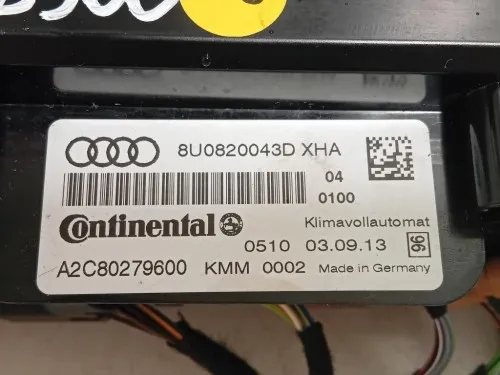 8U0820043D XHA
04
0100
Continental
Klimavollautomat
0510 03.09.13 96
A2C80279600 KMM 0002 Made in Germany